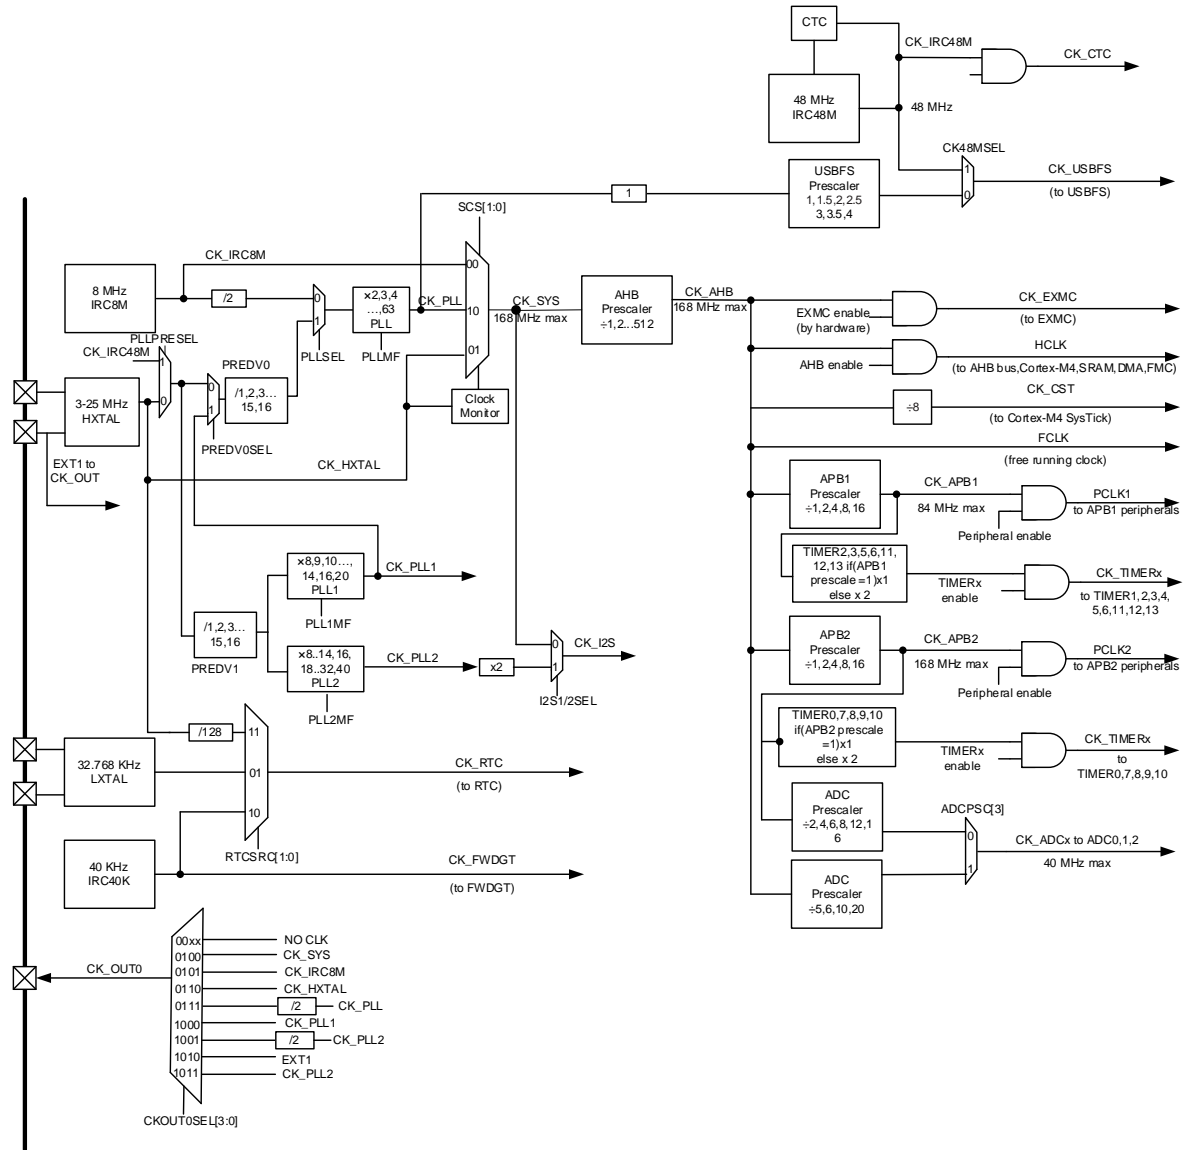 CTC
CK_IRC48M
CK_CTC
48 MHz
IRC48M
48 MHz
CK48MSEL
1
0
CK_USBFS
(to USBFS)
USBFS
Prescaler
1,1.5,2,2.5
3,3.5,4
1
SCS[1:0]
CK_IRC8M
00
8 MHz
IRC8M
/2
0
1
PLLSEL
×2,3,4
…,63
PLL
PLLMF
CK_PLL
10
01
CK_SYS
168 MHz max
AHB
Prescaler
÷1,2...512
CK_AHB
168 MHz max
EXMC enable
(by hardware)
CK_EXMC
(to EXMC)
AHB enable
HCLK
(to AHB bus,Cortex-M4,SRAM,DMA,FMC)
÷8
CK_CST
(to Cortex-M4 SysTick)
FCLK
(free running clock)
PLLPRESEL
CK_IRC48M
1
0
3-25 MHz
HXTAL
PREDV0
0
1
/1,2,3…
15,16
PREDV0SEL
Clock
Monitor
EXT1 to
CK_OUT
CK_HXTAL
APB1
Prescaler
÷1,2,4,8,16
CK_APB1
84 MHz max
Peripheral enable
PCLK1
to APB1 peripherals
TIMER2,3,5,6,11,
12,13 if(APB1
prescale =1)x1
else x 2
TIMERx
enable
CK_TIMERx
to TIMER1,2,3,4,
5,6,11,12,13
×8,9,10…,
14,16,20
PLL1
PLL1MF
CK_PLL1
/1,2,3…
15,16
PREDV1
×8..14,16,
18..32,40
PLL2
PLL2MF
CK_PLL2
x2
0
1
CK_I2S
I2S1/2SEL
APB2
Prescaler
÷1,2,4,8,16
CK_APB2
168 MHz max
Peripheral enable
PCLK2
to APB2 peripherals
TIMER0,7,8,9,10
if(APB2 prescale
=1)x1
else x 2
TIMERx
enable
CK_TIMERx
to
TIMER0,7,8,9,10
/128
11
01
10
32.768 KHz
LXTAL
CK_RTC
(to RTC)
RTCSRC[1:0]
40 KHz
IRC40K
CK_FWDGT
(to FWDGT)
ADC
Prescaler
÷2,4,6,8,12,1
6
ADC
Prescaler
÷5,6,10,20
ADCPSC[3]
0
1
CK_ADCx to ADC0,1,2
40 MHz max
CK_OUT0
00xx NO CLK
0100 CK_SYS
0101 CK_IRC8M
0110 CK_HXTAL
0111 /2 CK_PLL
1000 CK_PLL1
1001 /2 CK_PLL2
1010 EXT1
1011 CK_PLL2
CKOUT0SEL[3:0]